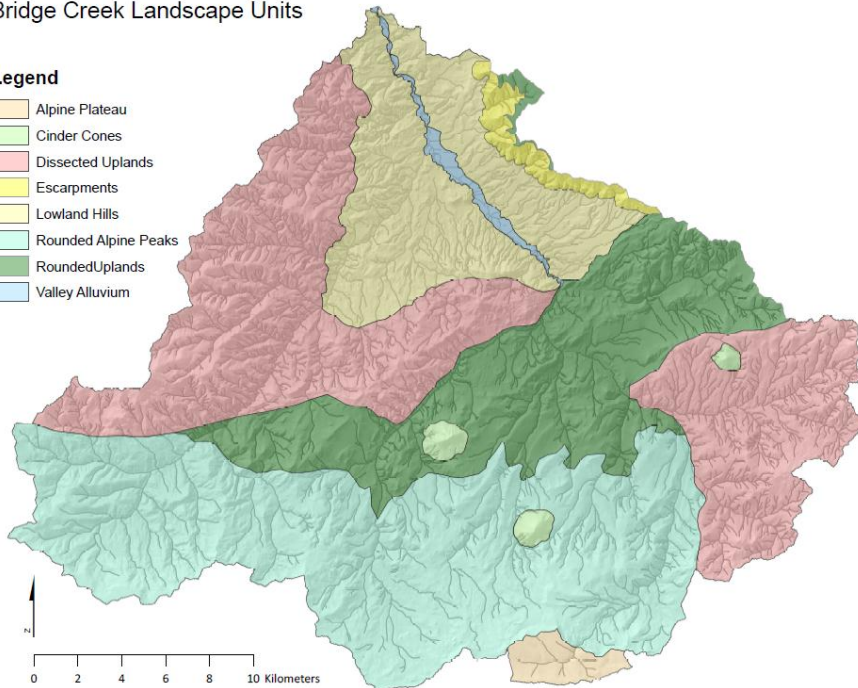 Bridge Creek Landscape Units
Legend
Alpine Plateau
Cinder Cones
Dissected Uplands
Escarpments
Lowland Hills
Rounded Alpine Peaks
RoundedUplands
Valley Alluvium
N
0 2 4 6 8 10 Kilometers